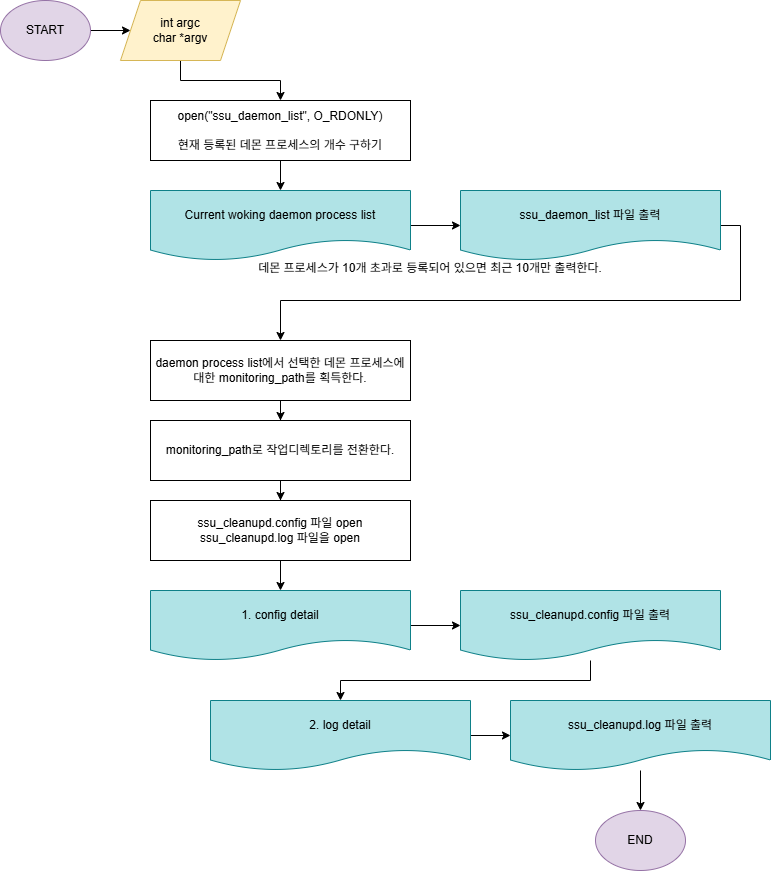 START
int argc
char *argv
open("ssu_daemon_list", O_RDONLY)
현재 등록된 데몬 프로세스의 개수 구하기
Current woking daemon process list
ssu_daemon_list 파일 출력
데몬 프로세스가 10개 초과로 등록되어 있으면 최근 10개만 출력한다.
daemon process list에서 선택한 데몬 프로세스에
대한 monitoring_path를 획득한다.
monitoring_path로 작업디렉토리를 전환한다.
ssu_cleanupd.config 파일 open
ssu_cleanupd.log 파일을 open
1. config detail
ssu_cleanupd.config 파일 출력
2. log detail
ssu_cleanupd.log 파일 출력
END